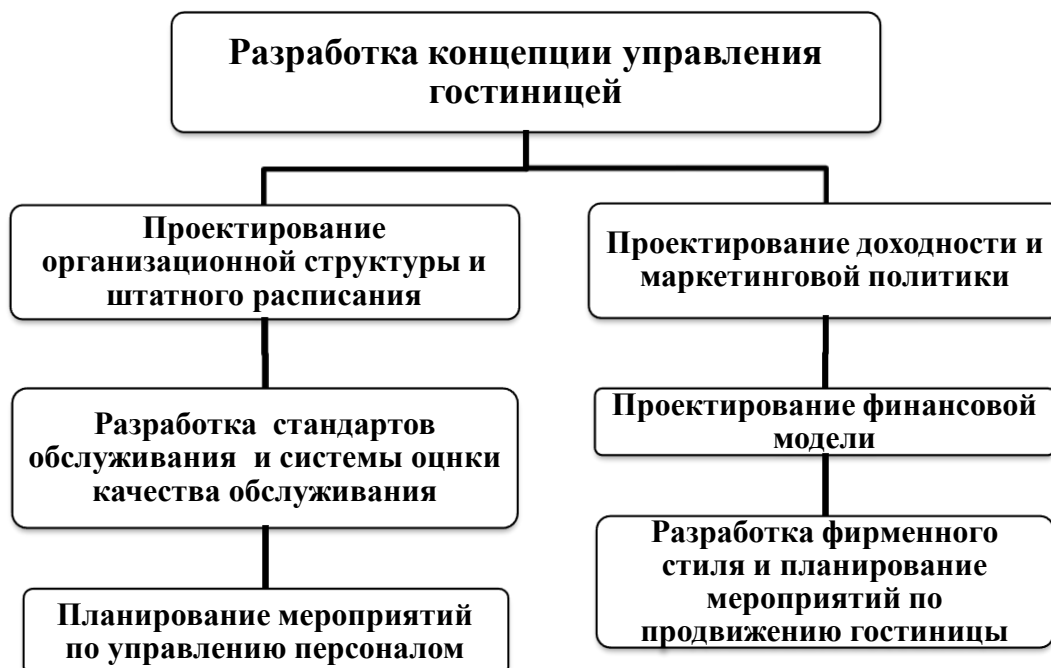 Разработка концепции управления
гостиницей
Проектирование
организационной структуры и
штатного расписания
Проектирование доходности и
маркетинговой политики
Разработка стандартов
обслуживания и системы оцнки
качества обслуживания
Проектирование финансовой
модели
Планирование мероприятий
по управлению персоналом
Разработка фирменного
стиля и планирование
мероприятий по
продвижению гостиницы